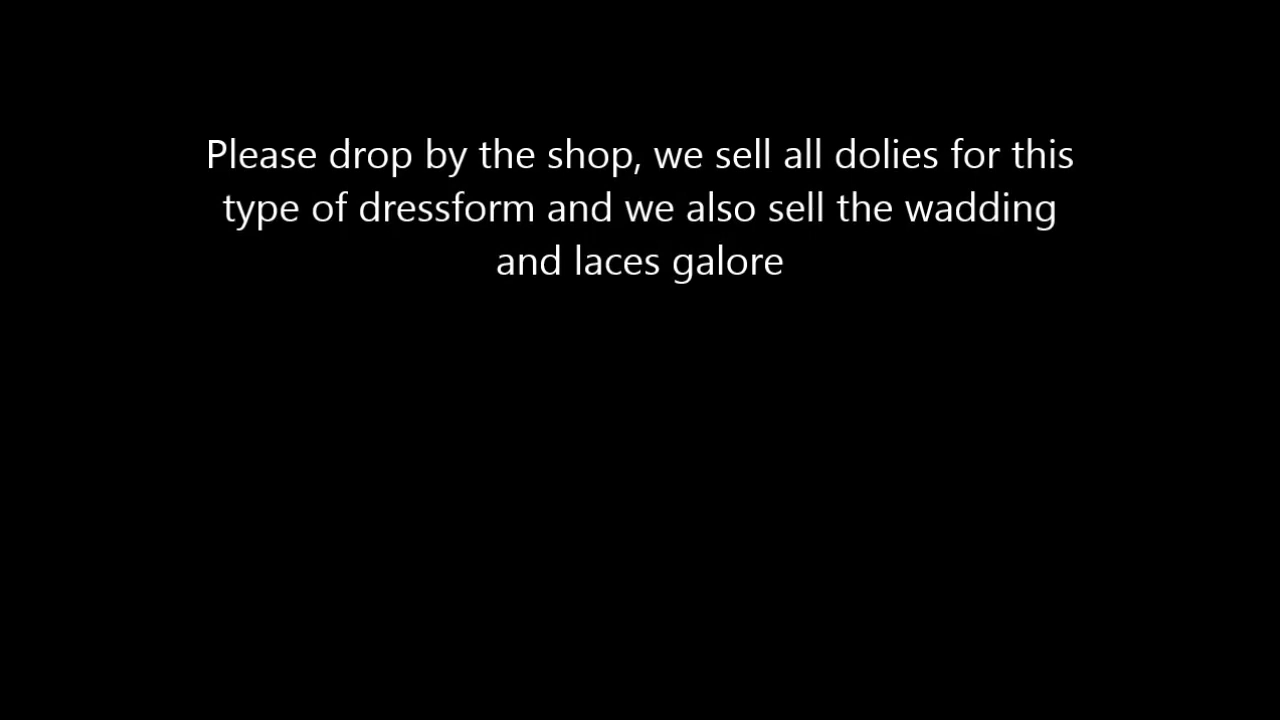 Please drop by the shop, we sell all dolies for this
type of dressform and we also sell the wadding
and laces galore